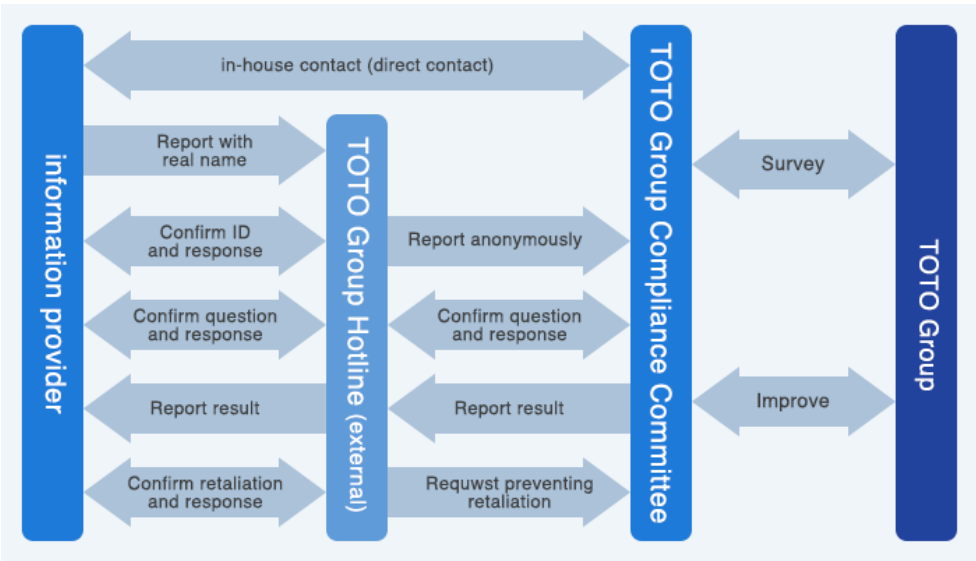 information provider
in-house contact (direct contact)
Report with
real name
Confirm ID
and response
Confirm question
and response
Report result
Confirm retaliation
and response
TOTO Group Hotline (external)
Report anonymously
Confirm question
and response
Report result
Requwst preventing
retaliation
TOTO Group Compliance Committee
Survey
Improve
TOTO Group